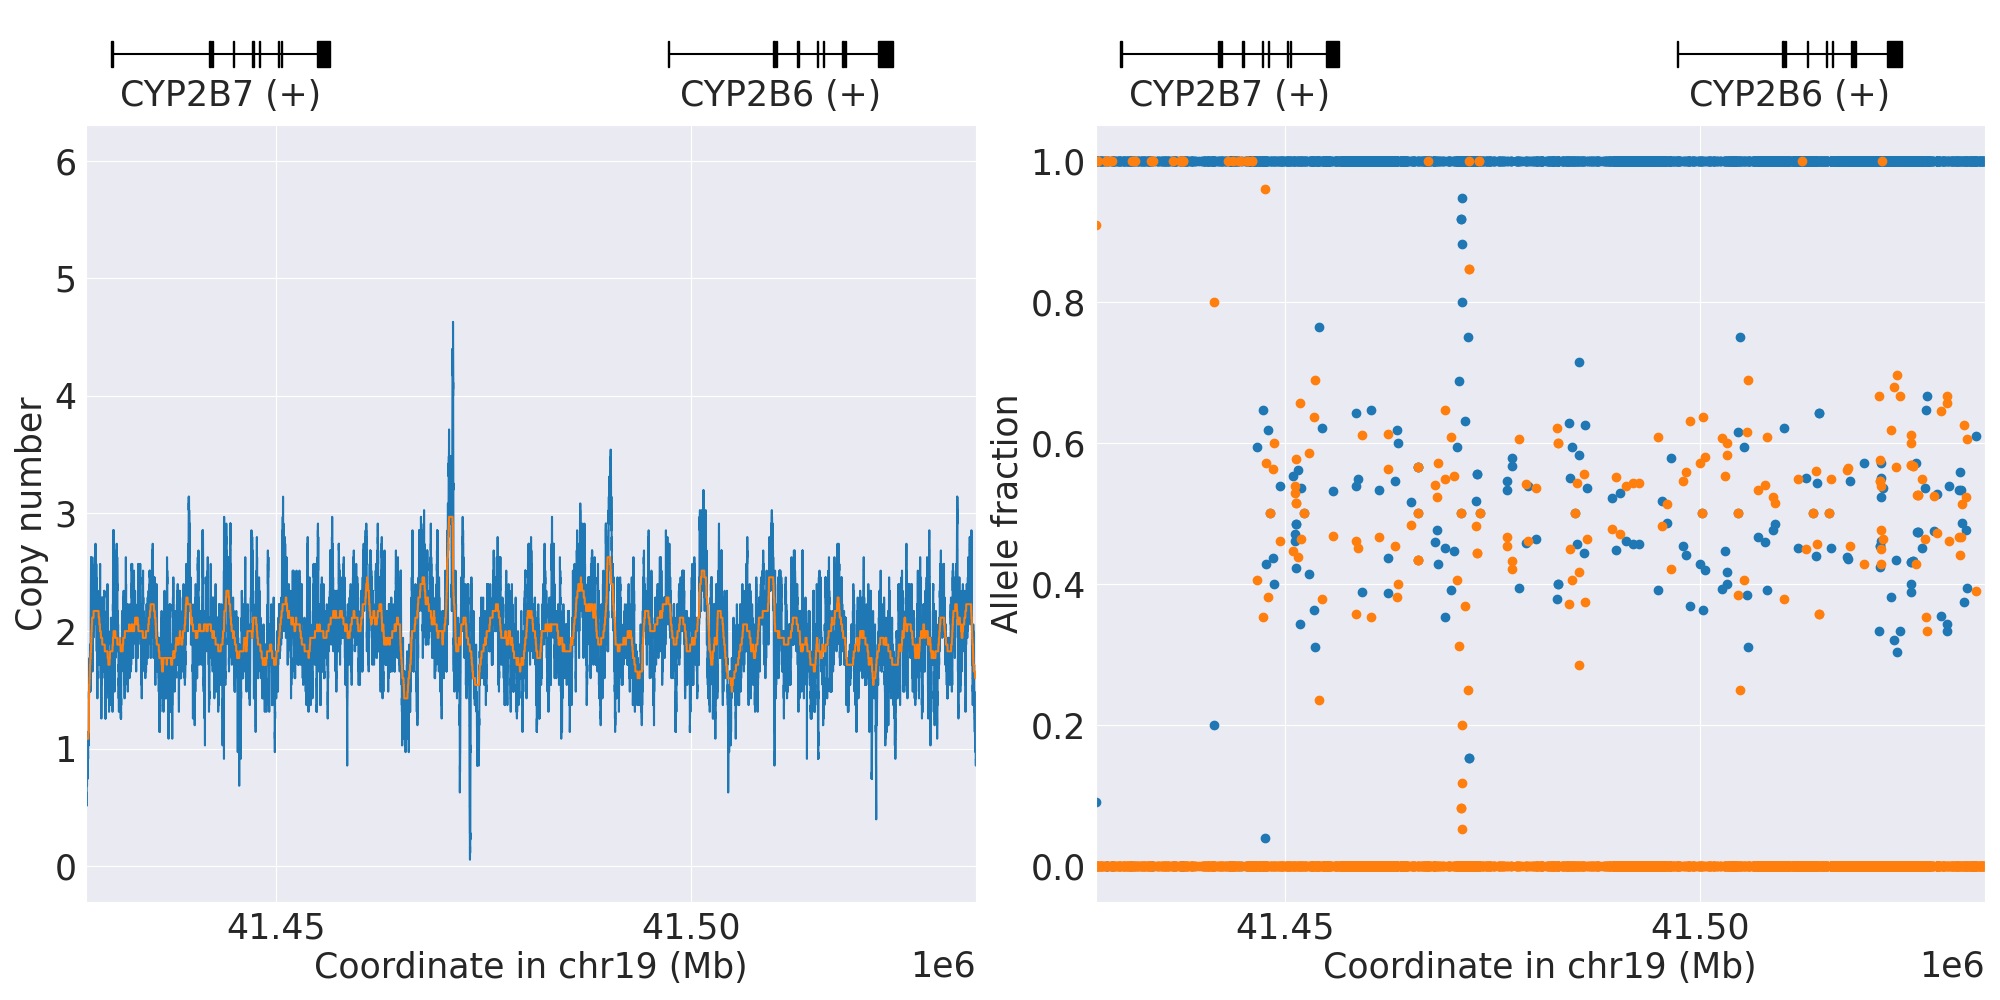 CYP2B7 (+)
CYP2B6 (+)
6
5
4
3
2
1
0
Copy number
41.45
41.50
Coordinate in chr19 (Mb)
1e6
CYP2B7 (+)
CYP2B6 (+)
1.0
0.8
0.6
0.4
0.2
0.0
Allele fraction
41.45
41.50
Coordinate in chr19 (Mb)
1e6